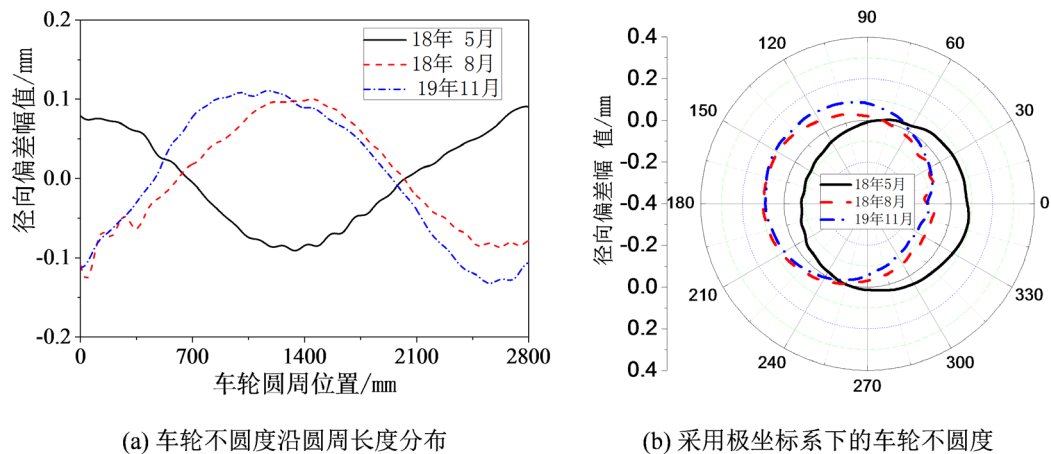 0.2
0.1
0.0
-0.1
-0.2
径向偏差幅值/mm
18年 5月
18年 8月
19年11月
0
700
1400
2100
2800
车轮圆周位置/mm
(a) 车轮不圆度沿圆周长度分布
0.4
0.2
0.0
-0.2
-0.4
-0.2
0.0
0.2
0.4
径向偏差幅 值/mm
90
120
60
150
30
180
0
210
330
240
300
270
18年5月
18年8月
19年11月
(b) 采用极坐标系下的车轮不圆度